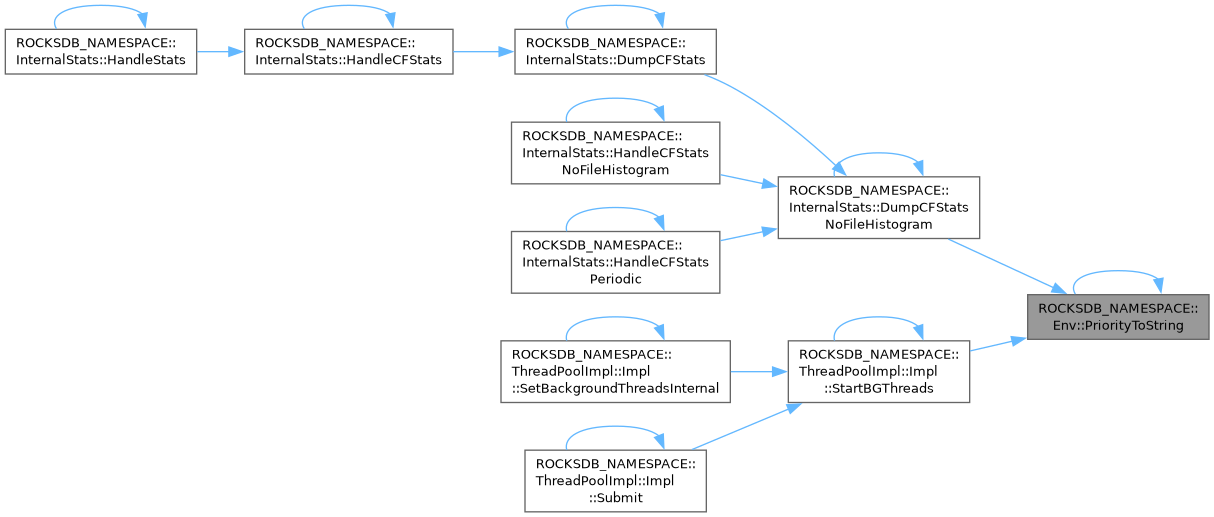 ROCKSDB_NAMESPACE::
InternalStats::HandleStats
ROCKSDB_NAMESPACE::
InternalStats::HandleCFStats
ROCKSDB_NAMESPACE::
InternalStats::DumpCFStats
ROCKSDB_NAMESPACE::
InternalStats::HandleCFStats
NoFileHistogram
ROCKSDB_NAMESPACE::
InternalStats::DumpCFStats
NoFileHistogram
ROCKSDB_NAMESPACE::
InternalStats::HandleCFStats
Periodic
ROCKSDB_NAMESPACE::
Env::PriorityToString
ROCKSDB_NAMESPACE::
ThreadPoolImpl::Impl
::SetBackgroundThreadsInternal
ROCKSDB_NAMESPACE::
ThreadPoolImpl::Impl
::StartBGThreads
ROCKSDB_NAMESPACE::
ThreadPoolImpl::Impl
::Submit